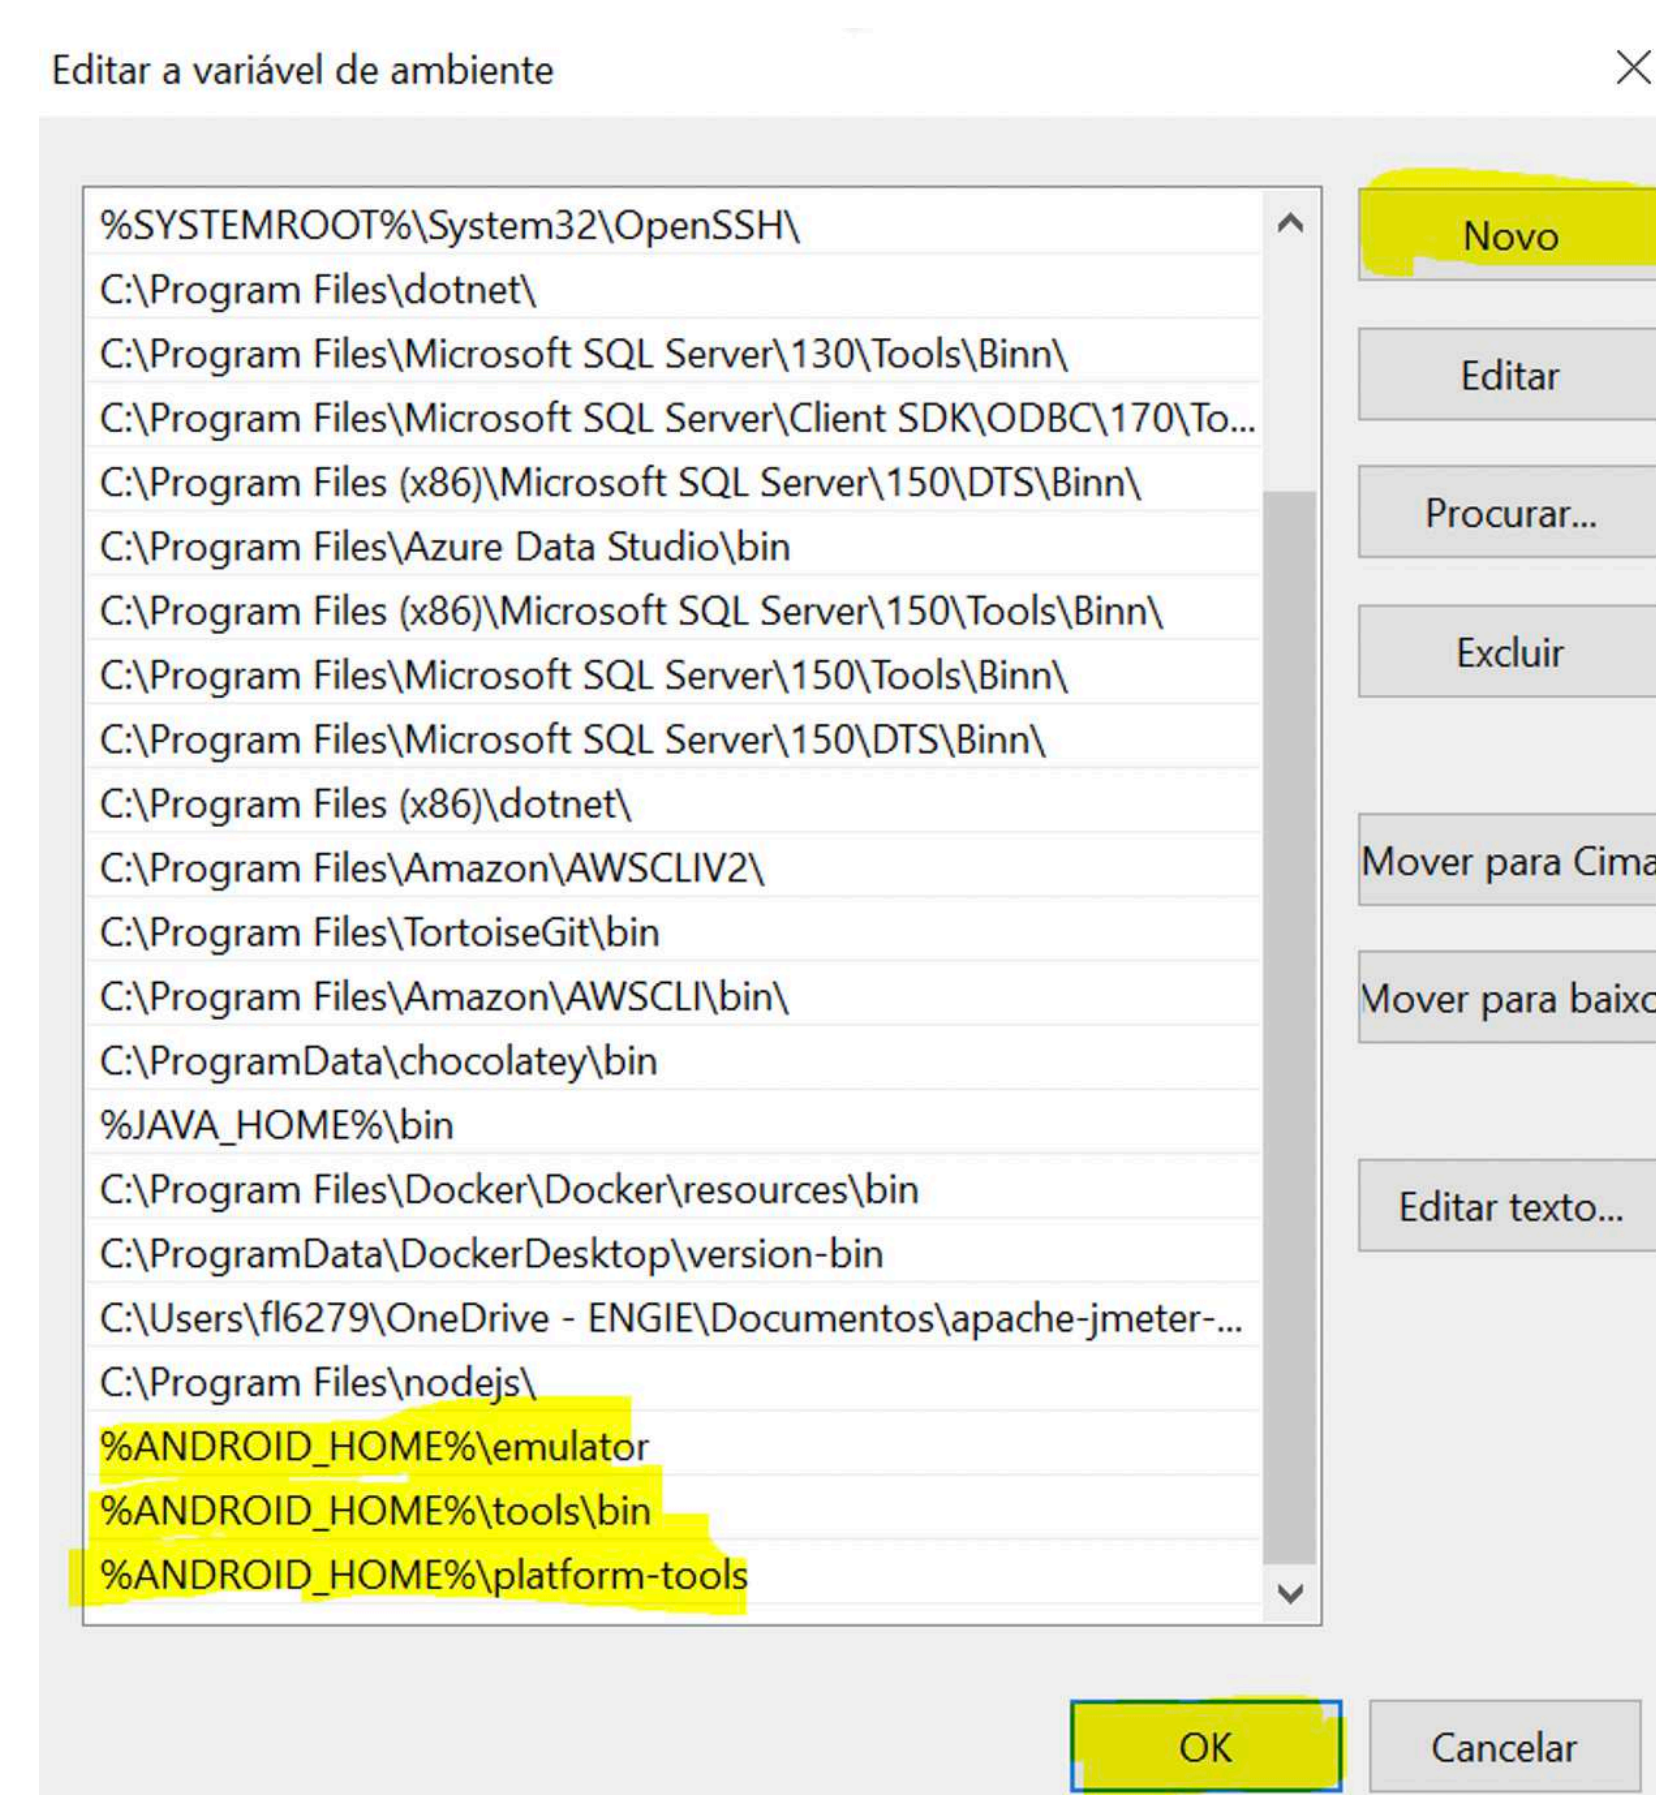 Editar a variável de ambiente
%SYSTEMROOT%\System32\OpenSSH\
C:\Program Files\dotnet\
C:\Program Files\Microsoft SQL Server\130\Tools\Binn\
C:\Program Files\Microsoft SQL Server\Client SDK\ODBC\170\To...
C:\Program Files (x86)\Microsoft SQL Server\150\DTS\Binn\
C:\Program Files\Azure Data Studio\bin
C:\Program Files (x86)\Microsoft SQL Server\150\Tools\Binn\
C:\Program Files\Microsoft SQL Server\150\Tools\Binn\
C:\Program Files\Microsoft SQL Server\150\DTS\Binn\
C:\Program Files (x86)\dotnet\
C:\Program Files\Amazon\AWSCLIV2\
C:\Program Files\TortoiseGit\bin
C:\Program Files\Amazon\AWSCLI\bin\
C:\ProgramData\chocolatey\bin
%JAVA_HOME%\bin
C:\Program Files\Docker\Docker\resources\bin
C:\ProgramData\DockerDesktop\version-bin
C:\Users\fl6279\OneDrive - ENGIE\Documentos\apache-jmeter-...
C:\Program Files\nodejs\
%ANDROID_HOME%\emulator
%ANDROID_HOME%\tools\bin
%ANDROID_HOME%\platform-tools
Novo
Editar
Procurar...
Excluir
Mover para Cima
Mover para baixo
Editar texto...
OK
Cancelar